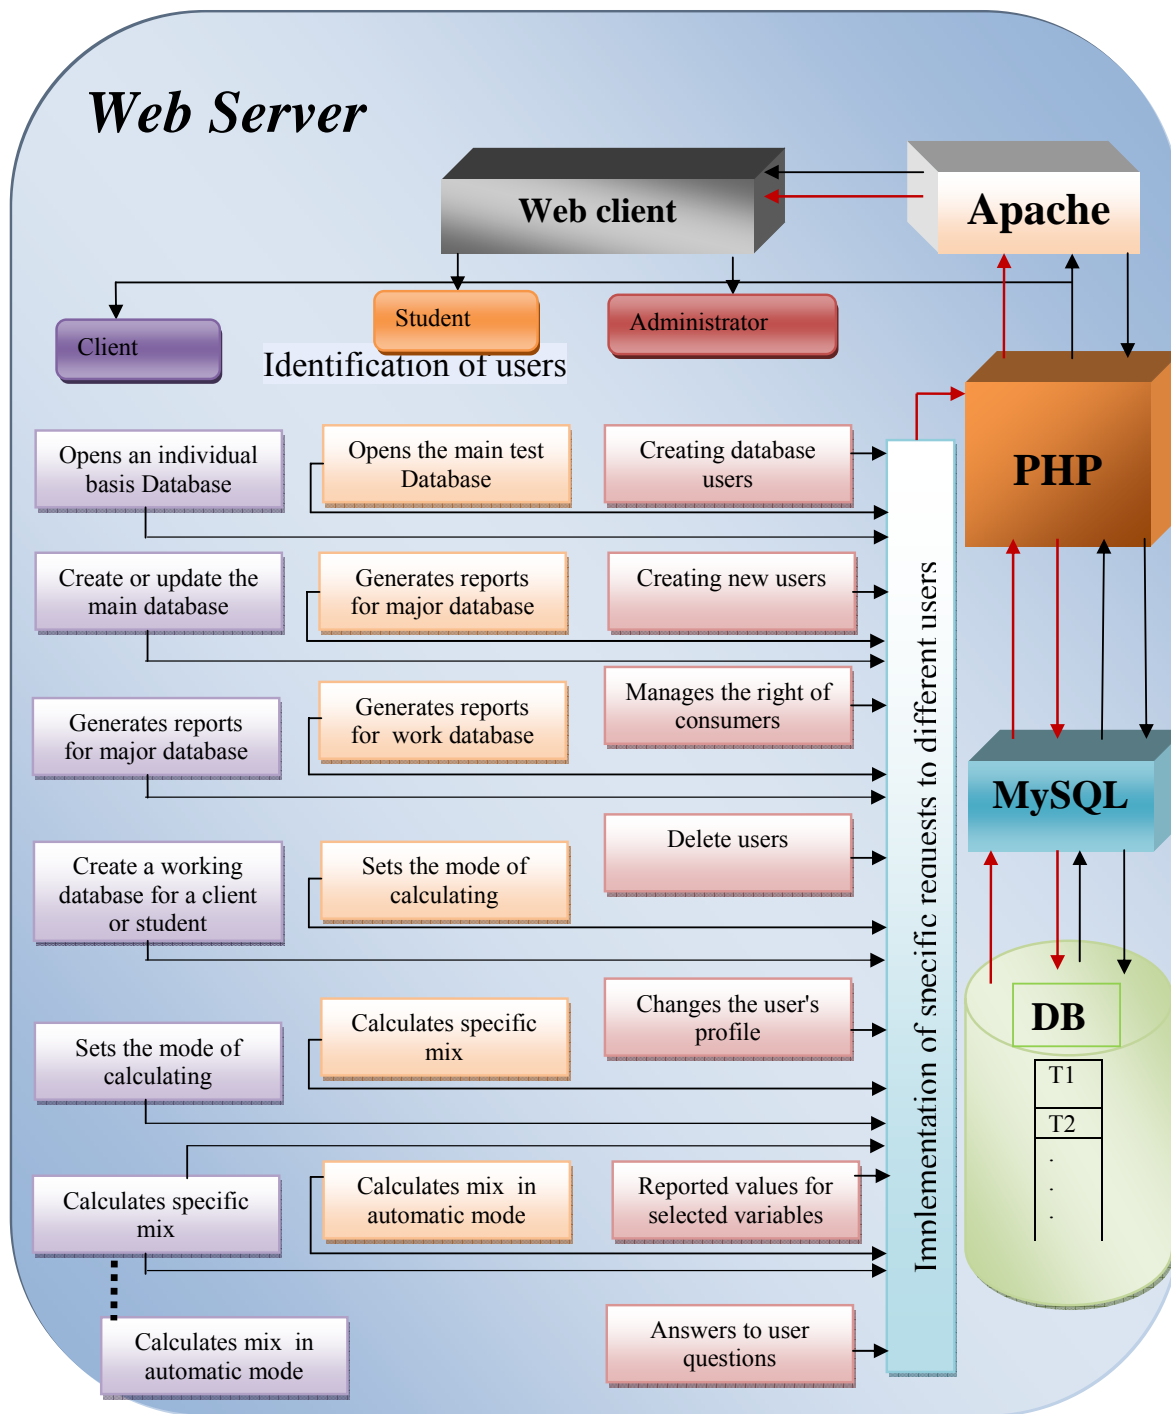 Web Server
Web client
Apache
Client
Student
Administrator
Identification of users
PHP
Opens an individual
basis Database
Opens the main test
Database
Creating database
users
Create or update the
main database
Generates reports
for major database
Creating new users
Generates reports
for major database
Generates reports
for work database
Manages the right of
consumers
MySQL
Create a working
database for a client
or student
Sets the mode of
calculating
Delete users
Sets the mode of
calculating
Calculates specific
mix
Changes the user's
profile
DB
T1
T2
.
.
.
Calculates specific
mix
Calculates mix in
automatic mode
Reported values for
selected variables
Calculates mix in
automatic mode
Answers to user
questions
Implementation of specific requests to different users